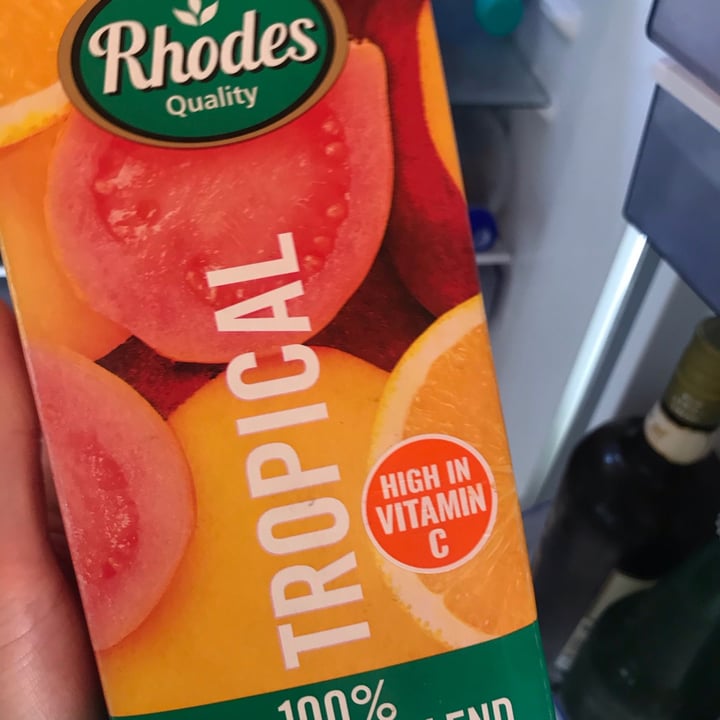 Rhodes
Quality
TROPICAL
HIGH IN
VITAMIN
C
100%